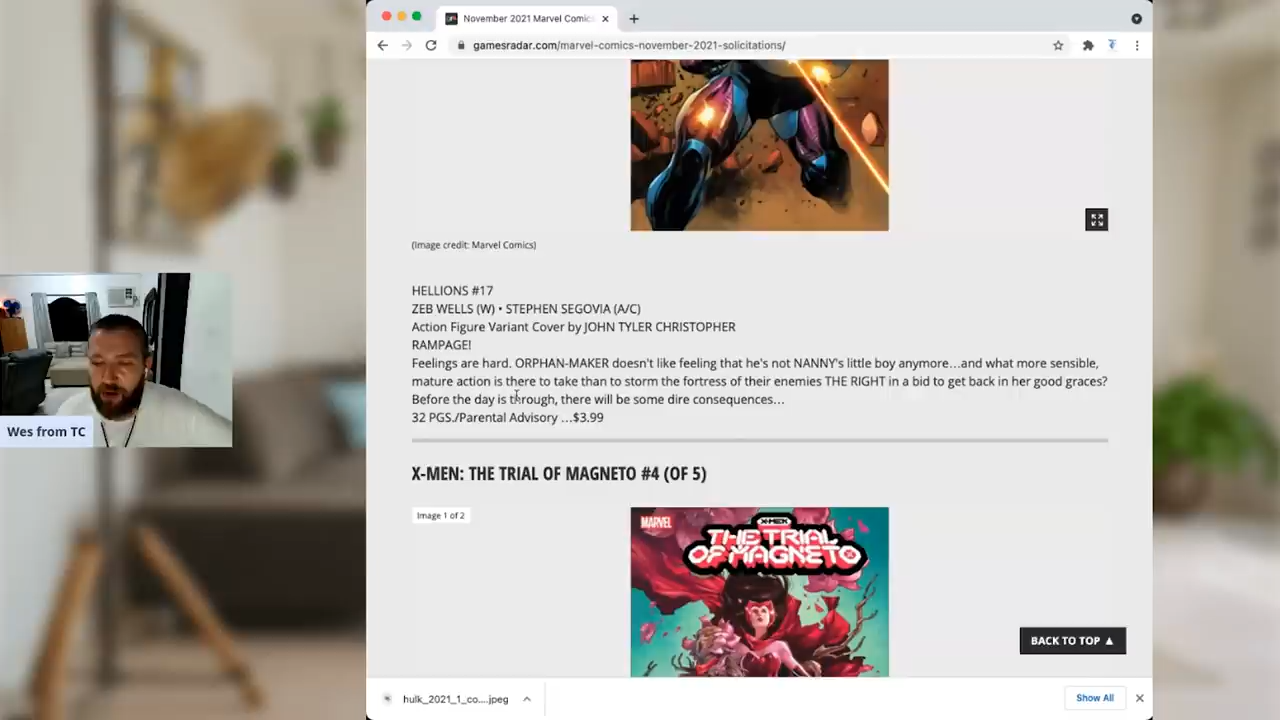 November 2021 Marvel Comic
gamesradar.com/marvel-comics-november-2021-solicitations/
(Image credit: Marvel Comics)
HELLIONS #17
ZEB WELLS (W) • STEPHEN SEGOVIA (A/C)
Action Figure Variant Cover by JOHN TYLER CHRISTOPHER
RAMPAGE!
Feelings are hard. ORPHAN-MAKER doesn't like feeling that he's not NANNY's little boy anymore…and what more sensible,
mature action is there to take than to storm the fortress of their enemies THE RIGHT in a bid to get back in her good graces?
Before the day is through, there will be some dire consequences…
32 PGS./Parental Advisory …$3.99
Wes from TC
X-MEN: THE TRIAL OF MAGNETO #4 (OF 5)
Image 1 of 2
MARVEL
X-MEN
THE TRIAL
OF MAGNETO
BACK TO TOP ▲
hulk_2021_1_co....jpeg
Show All